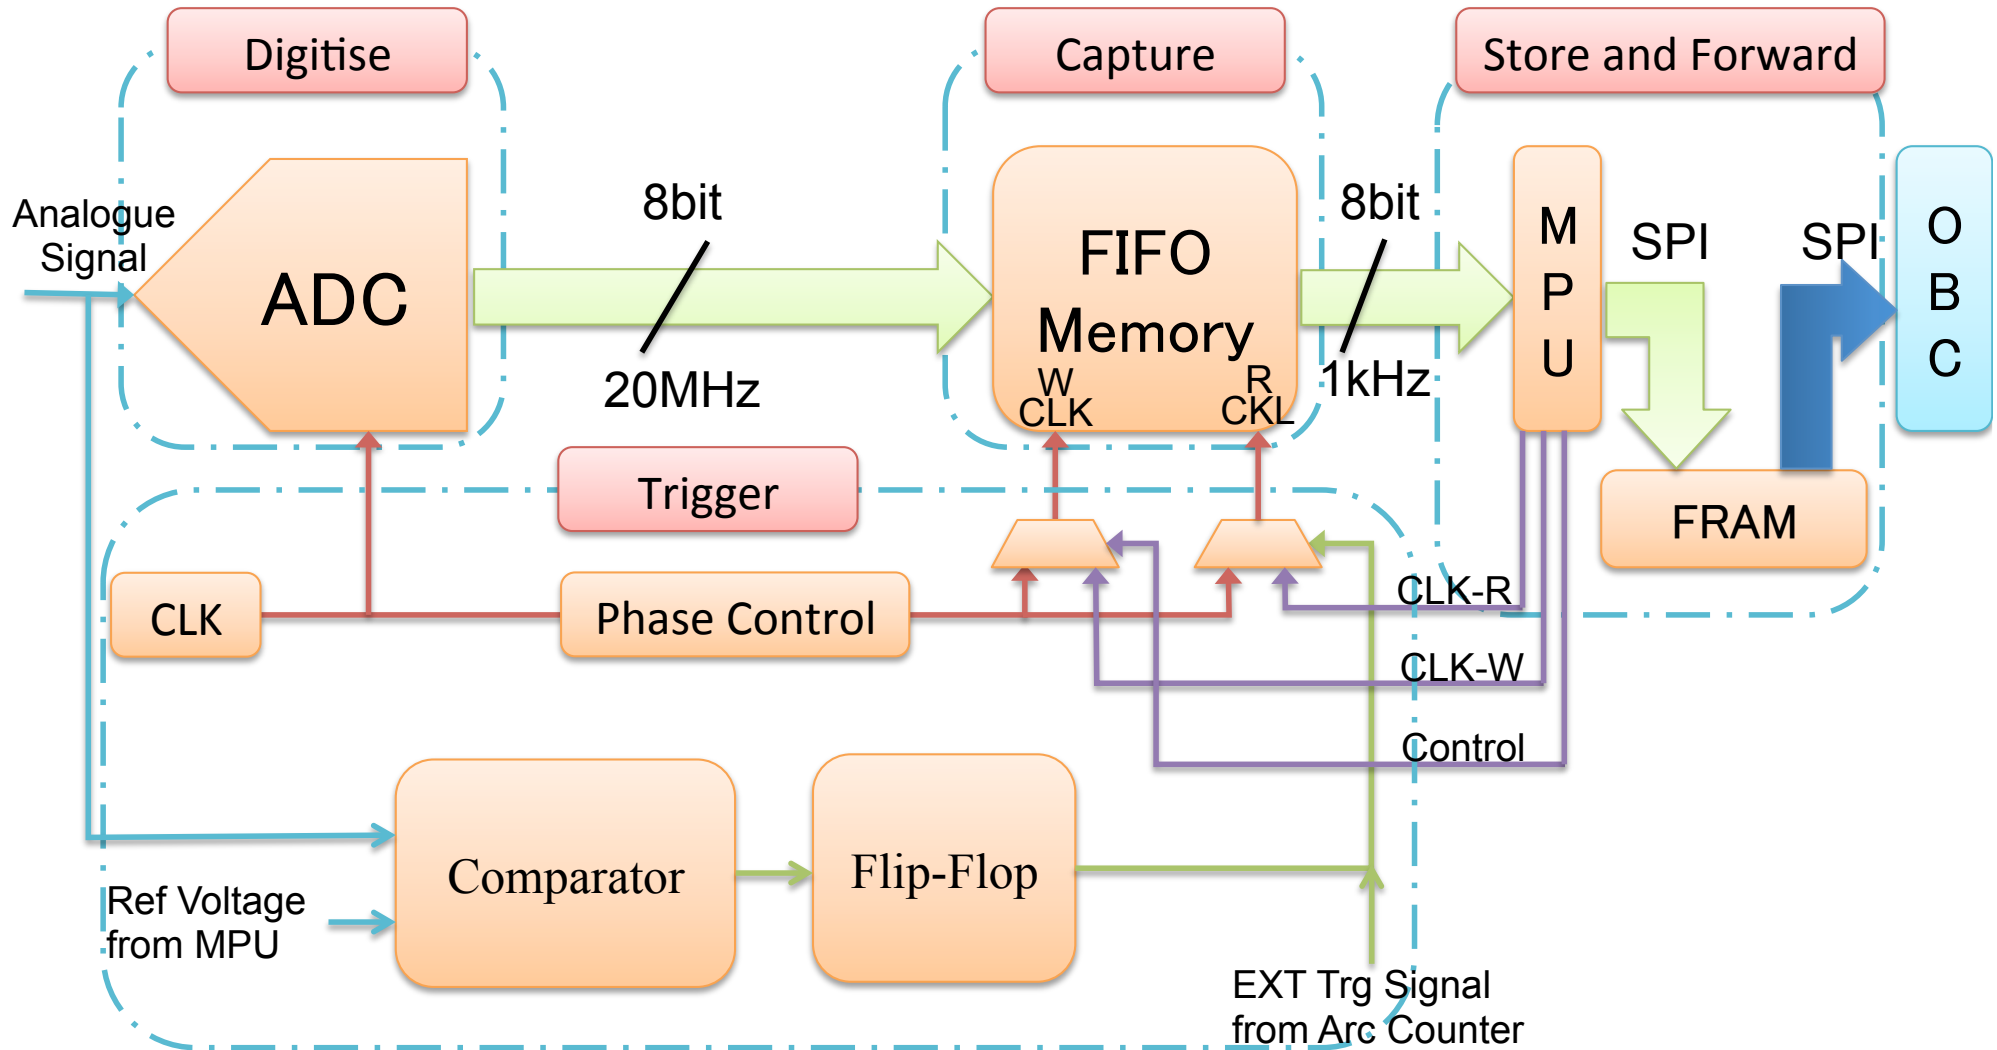 Digitise
Capture
Store and Forward
Analogue
Signal
ADC
8bit
20MHz
FIFO
Memory
W
CLK
R
CKL
8bit
1kHz
M
P
U
SPI
SPI
O
B
C
FRAM
Trigger
CLK
Phase Control
CLK-R
CLK-W
Control
Comparator
Flip-Flop
Ref Voltage
from MPU
EXT Trg Signal
from Arc Counter